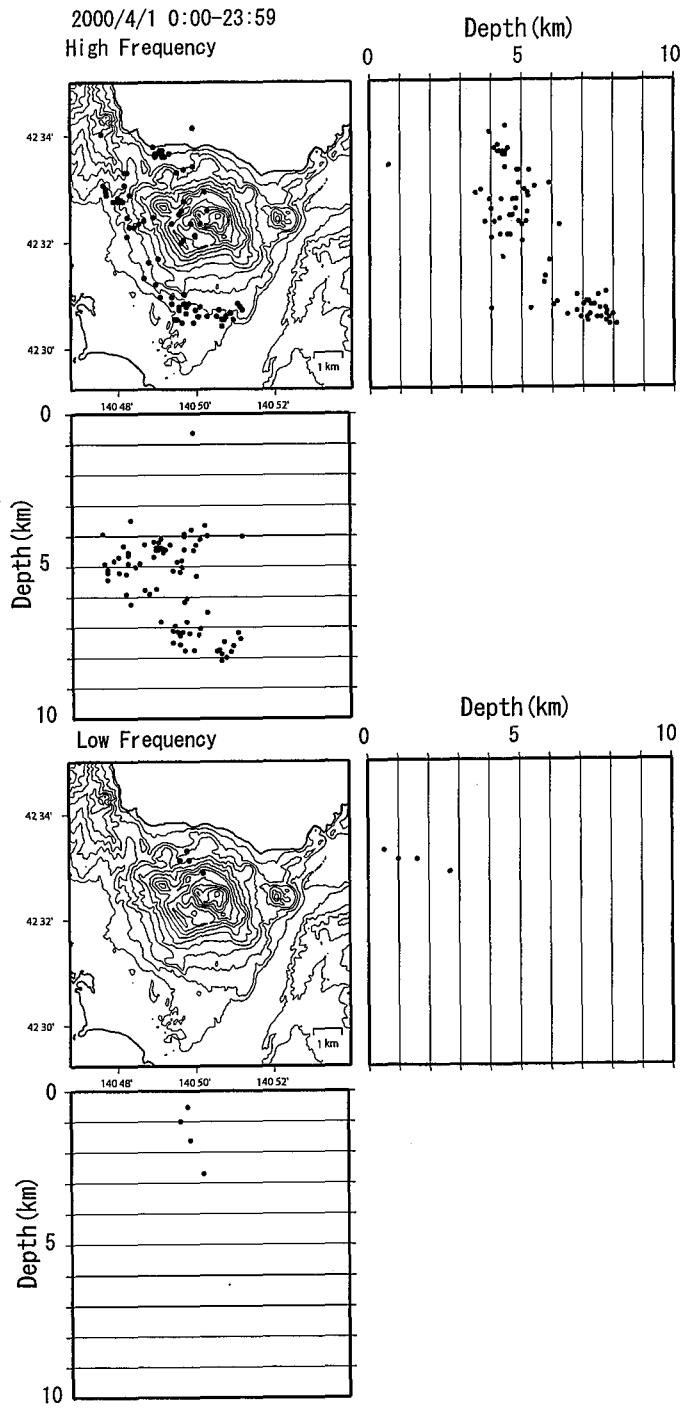 2000/4/1 0:00-23:59
High Frequency
Depth(km)
0 5 10
42 34'
42 32'
42 30'
1 km
140 48' 140 50' 140 52'
0
5
10
Depth(km)
Low Frequency
Depth(km)
0 5 10
42 34'
42 32'
42 30'
1 km
140 48' 140 50' 140 52'
0
5
10
Depth(km)